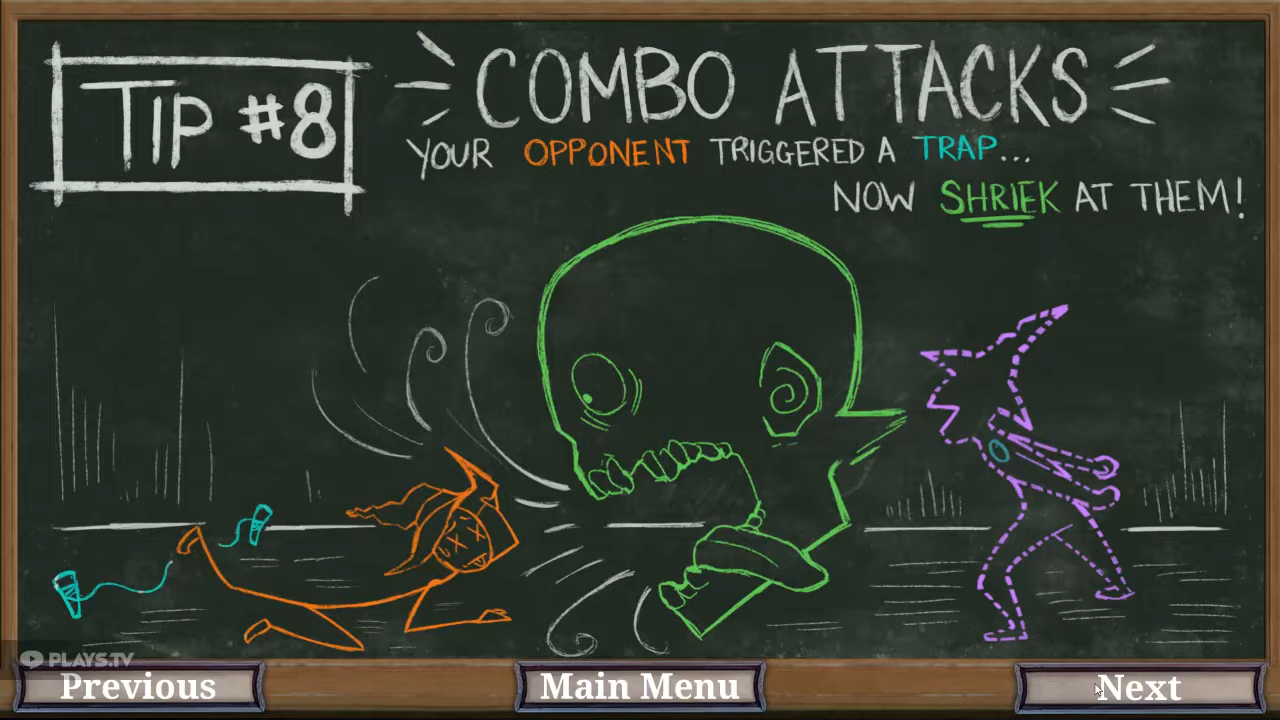 TIP #8
COMBO ATTACKS
YOUR OPPONENT TRIGGERED A TRAP...
NOW SHRIEK AT THEM!
PLAYS.TV
Previous
Main Menu
Next